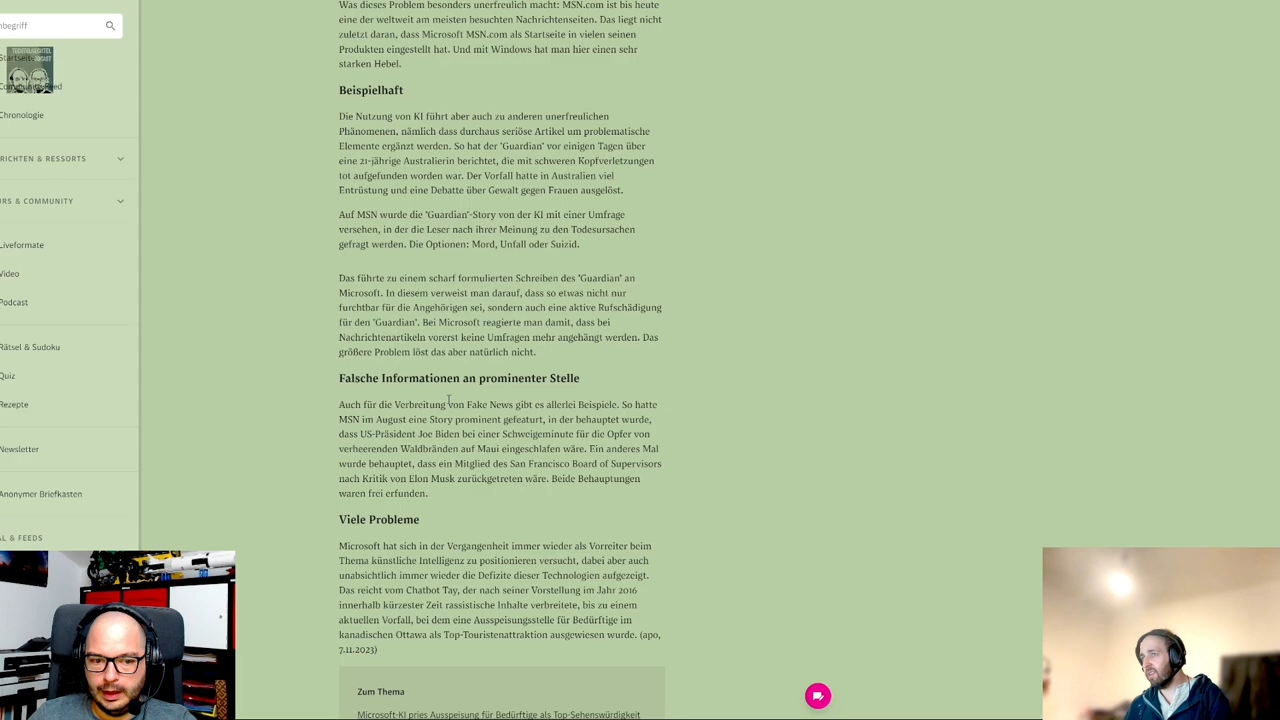 nbegriff
Startseite
TECHTELMECHTEL
PODCAST
Community-Feed
Chronologie
RICHTEN & RESSORTS
URS & COMMUNITY
Liveformate
Video
Podcast
Rätsel & Sudoku
Quiz
Rezepte
Newsletter
Anonymer Briefkasten
AL & FEEDS
Was dieses Problem besonders unerfreulich macht: MSN.com ist bis heute
eine der weltweit am meisten besuchten Nachrichtenseiten. Das liegt nicht
zuletzt daran, dass Microsoft MSN.com als Startseite in vielen seinen
Produkten eingestellt hat. Und mit Windows hat man hier einen sehr
starken Hebel.
Beispielhaft
Die Nutzung von KI führt aber auch zu anderen unerfreulichen
Phänomenen, nämlich dass durchaus seriöse Artikel um problematische
Elemente ergänzt werden. So hat der "Guardian" vor einigen Tagen über
eine 21-jährige Australierin berichtet, die mit schweren Kopfverletzungen
tot aufgefunden worden war. Der Vorfall hatte in Australien viel
Entrüstung und eine Debatte über Gewalt gegen Frauen ausgelöst.
Auf MSN wurde die "Guardian"-Story von der KI mit einer Umfrage
versehen, in der die Leser nach ihrer Meinung zu den Todesursachen
gefragt werden. Die Optionen: Mord, Unfall oder Suizid.
Das führte zu einem scharf formulierten Schreiben des "Guardian" an
Microsoft. In diesem verweist man darauf, dass so etwas nicht nur
furchtbar für die Angehörigen sei, sondern auch eine aktive Rufschädigung
für den "Guardian". Bei Microsoft reagierte man damit, dass bei
Nachrichtenartikeln vorerst keine Umfragen mehr angehängt werden. Das
größere Problem löst das aber natürlich nicht.
Falsche Informationen an prominenter Stelle
Auch für die Verbreitung von Fake News gibt es allerlei Beispiele. So hatte
MSN im August eine Story prominent gefeaturt, in der behauptet wurde,
dass US-Präsident Joe Biden bei einer Schweigeminute für die Opfer von
verheerenden Waldbränden auf Maui eingeschlafen wäre. Ein anderes Mal
wurde behauptet, dass ein Mitglied des San Francisco Board of Supervisors
nach Kritik von Elon Musk zurückgetreten wäre. Beide Behauptungen
waren frei erfunden.
Viele Probleme
Microsoft hat sich in der Vergangenheit immer wieder als Vorreiter beim
Thema künstliche Intelligenz zu positionieren versucht, dabei aber auch
unabsichtlich immer wieder die Defizite dieser Technologien aufgezeigt.
Das reicht vom Chatbot Tay, der nach seiner Vorstellung im Jahr 2016
innerhalb kürzester Zeit rassistische Inhalte verbreitete, bis zu einem
aktuellen Vorfall, bei dem eine Ausspeisungsstelle für Bedürftige im
kanadischen Ottawa als Top-Touristenattraktion ausgewiesen wurde. (apo,
7.11.2023)
Zum Thema
Microsoft-KI pries Ausspeisung für Bedürftige als Top-Sehenswürdigkeit